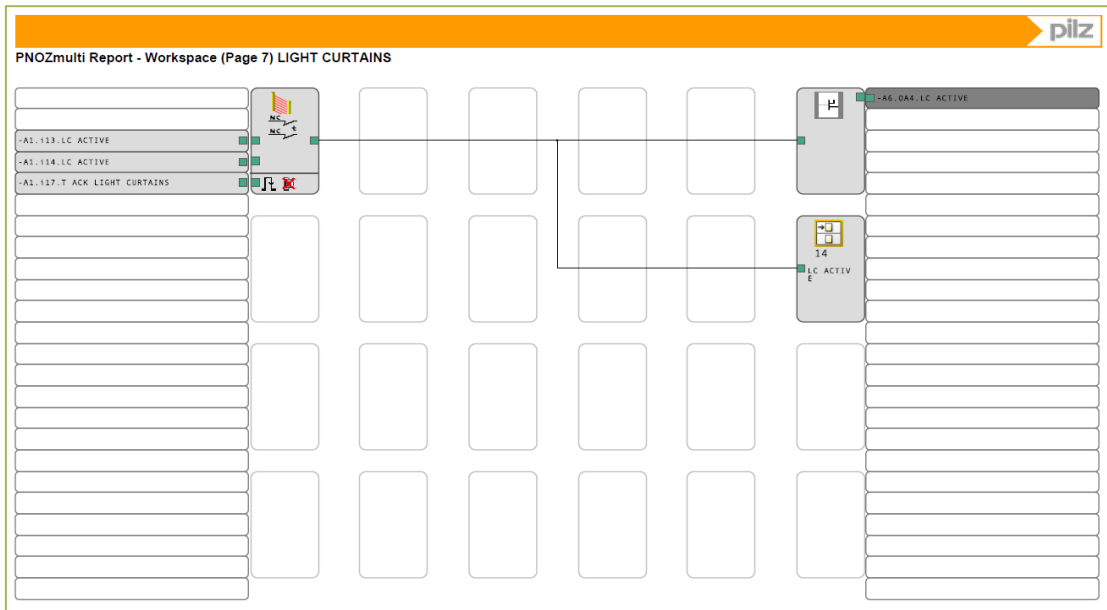 pilz
PNOZmulti Report - Workspace (Page 7) LIGHT CURTAINS
-A6.OA4.LC ACTIVE
NC
NC t
-A1.i13.LC ACTIVE
-A1.i14.LC ACTIVE
-A1.i17.T ACK LIGHT CURTAINS
14
LC ACTIV
E